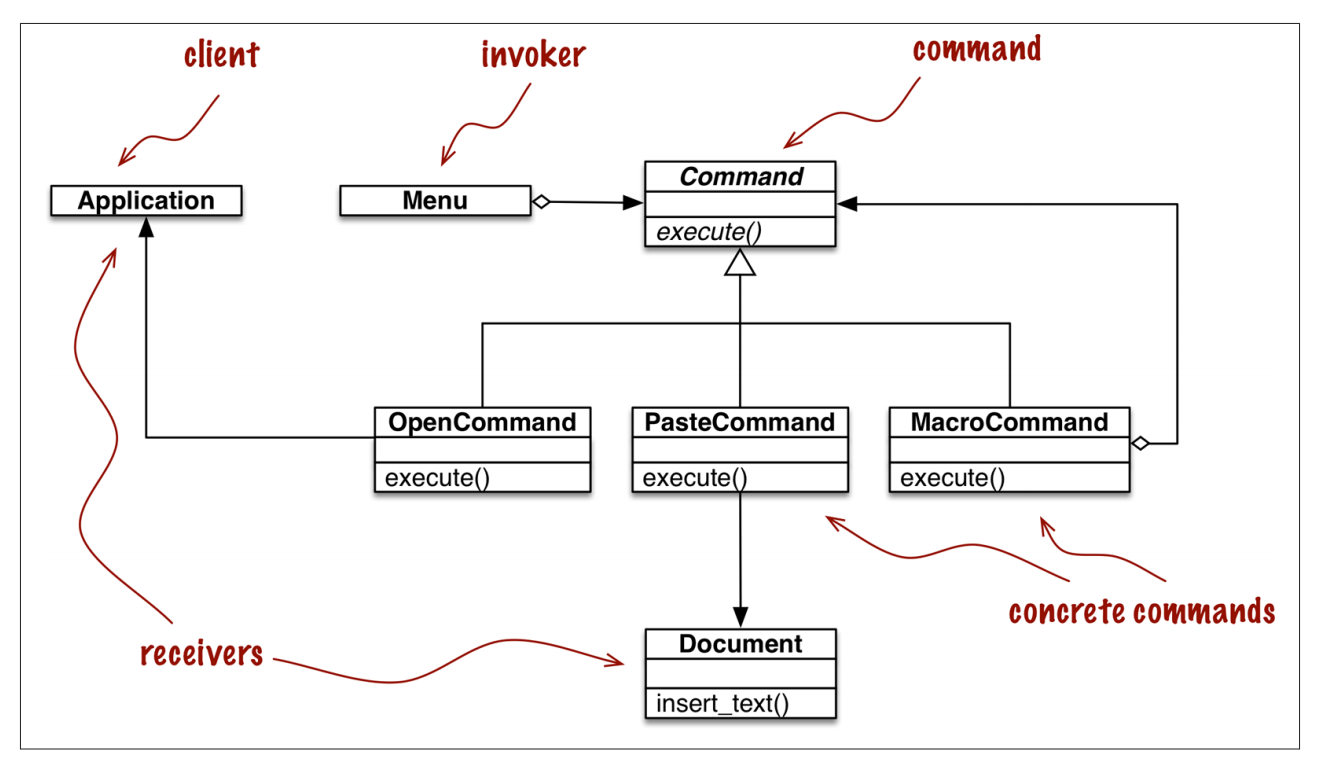 client
invoker
command
Application
Menu
Command
execute()
OpenCommand
execute()
PasteCommand
execute()
MacroCommand
execute()
concrete commands
receivers
Document
insert_text()